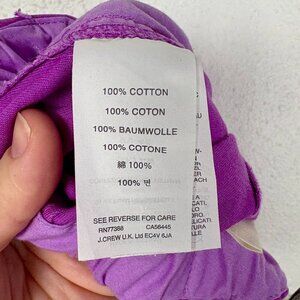 100% COTTON
100% COTON
100% BAUMWOLLE
100% COTONE
綿 100%
100% 면
SEE REVERSE FOR CARE
RN77388 CA56445
J.CREW U.K. Ltd EC4V 6JA